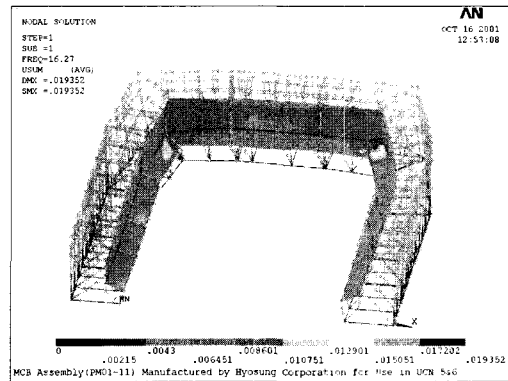 NODAL SOLUTION
AN
STEP=1
SUB =1
FREQ=16.27
USUM (AVG)
DMX =.019352
SMX =.019352
OCT 16 2001
12:53:08
MN
X
0 .0043 .008601 .012901 .017202
.00215 .006451 .010751 .015051 .019352
MCB Assembly(PM01-11) Manufactured by Hyosung Corporation for Use in UCN 5&6